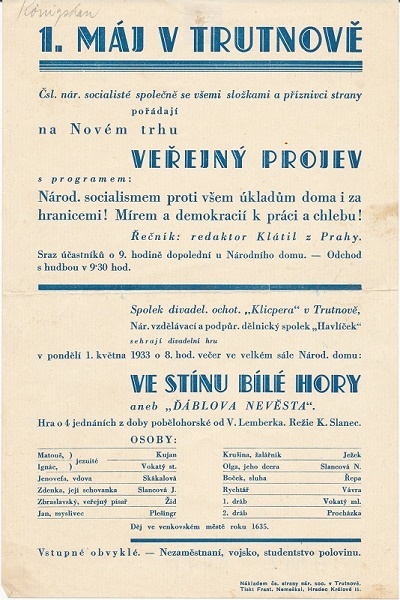 Königshan
1. MÁJ V TRUTNOVĚ
Čsl. nár. socialisté společně se všemi složkami a příznivci strany
pořádají
na Novém trhu
VEŘEJNÝ PROJEV
s programem:
Národ. socialismem proti všem úkladům doma i za
hranicemi! Mírem a demokracií k práci a chlebu!
Řečník: redaktor Klátil z Prahy.
Sraz účastníků o 9. hodině dopolední u Národního domu. — Odchod
s hudbou v 9·30 hod.
Spolek divadel. ochot. „Klicpera“ v Trutnově,
Nár. vzdělávací a podpůr. dělnický spolek „Havlíček“
sehrají divadelní hru
v pondělí 1. května 1933 o 8. hod. večer ve velkém sále Národ. domu:
VE STÍNU BÍLÉ HORY
aneb „ĎÁBLOVA NEVĚSTA“.
Hra o 4 jednáních z doby pobělohorské od V. Lemberka. Režie K. Slanec.
OSOBY:
Matouš, ) jezuité — Kujan
Ignác, ) Vokatý st.
Jenovefa, vdova — Skákalová
Zdenka, její schovanka — Slancová J.
Zbraslavský, veřejný písař — Žid
Jan, myslivec — Plešingr
Krušina, žalářník — Ježek
Olga, jeho dcera — Slancová N.
Boček, sluha — Řepa
Rychtář — Vávra
1. dráb — Vokatý ml.
2. dráb — Procházka
Děj ve venkovském městě roku 1635.
Vstupné obvyklé. — Nezaměstnaní, vojsko, studentstvo polovinu.
Nákladem čs. strany nár. soc. v Trutnově.
Tiskl Frant. Nemeškal, Hradec Králové II.